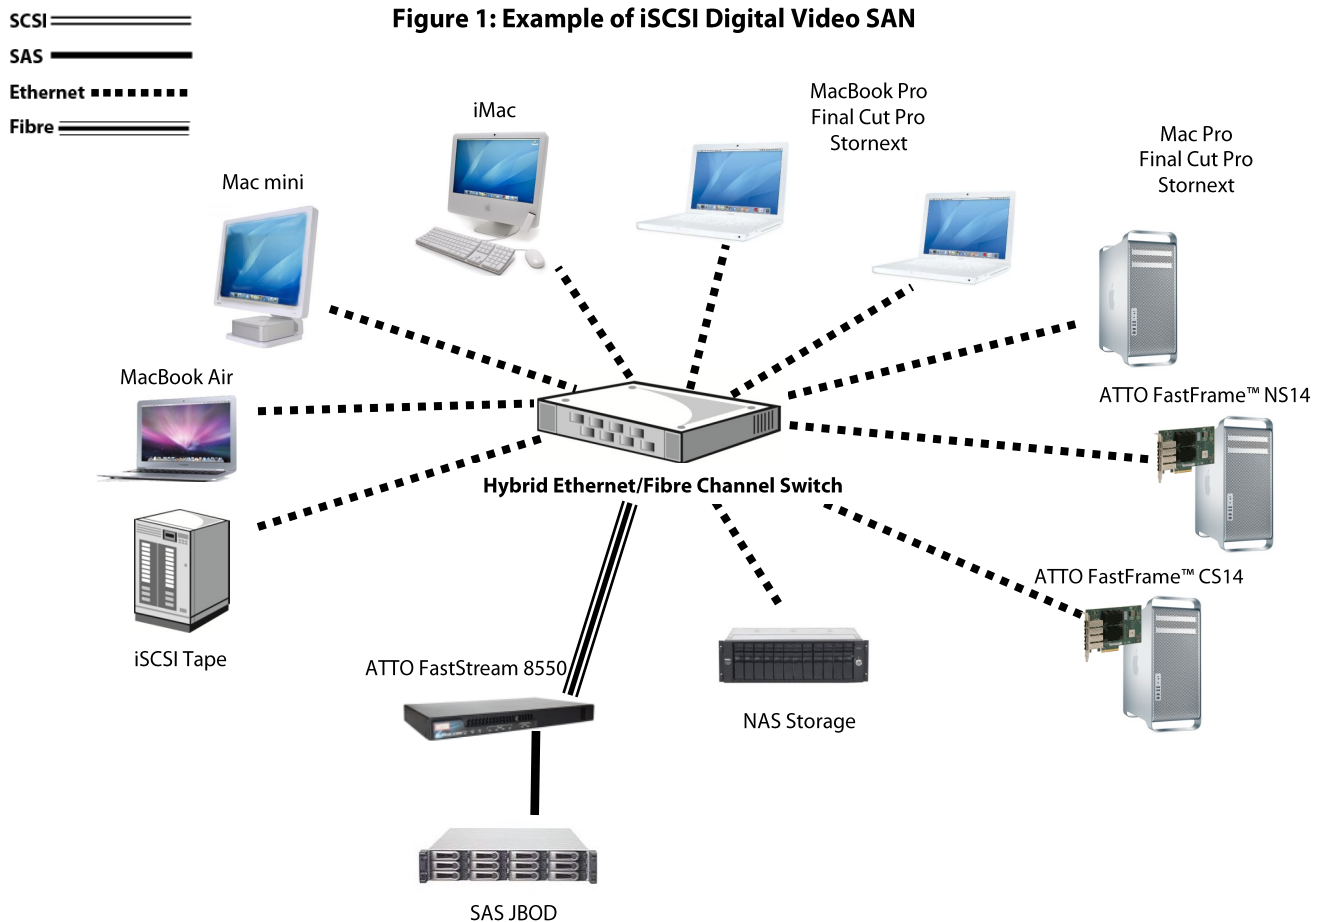 Figure 1: Example of iSCSI Digital Video SAN
SCSI
SAS
Ethernet
Fibre
iMac
MacBook Pro
Final Cut Pro
Stornext
Mac Pro
Final Cut Pro
Stornext
Mac mini
MacBook Air
ATTO FastFrame™ NS14
Hybrid Ethernet/Fibre Channel Switch
ATTO FastFrame™ CS14
iSCSI Tape
ATTO FastStream 8550
NAS Storage
SAS JBOD